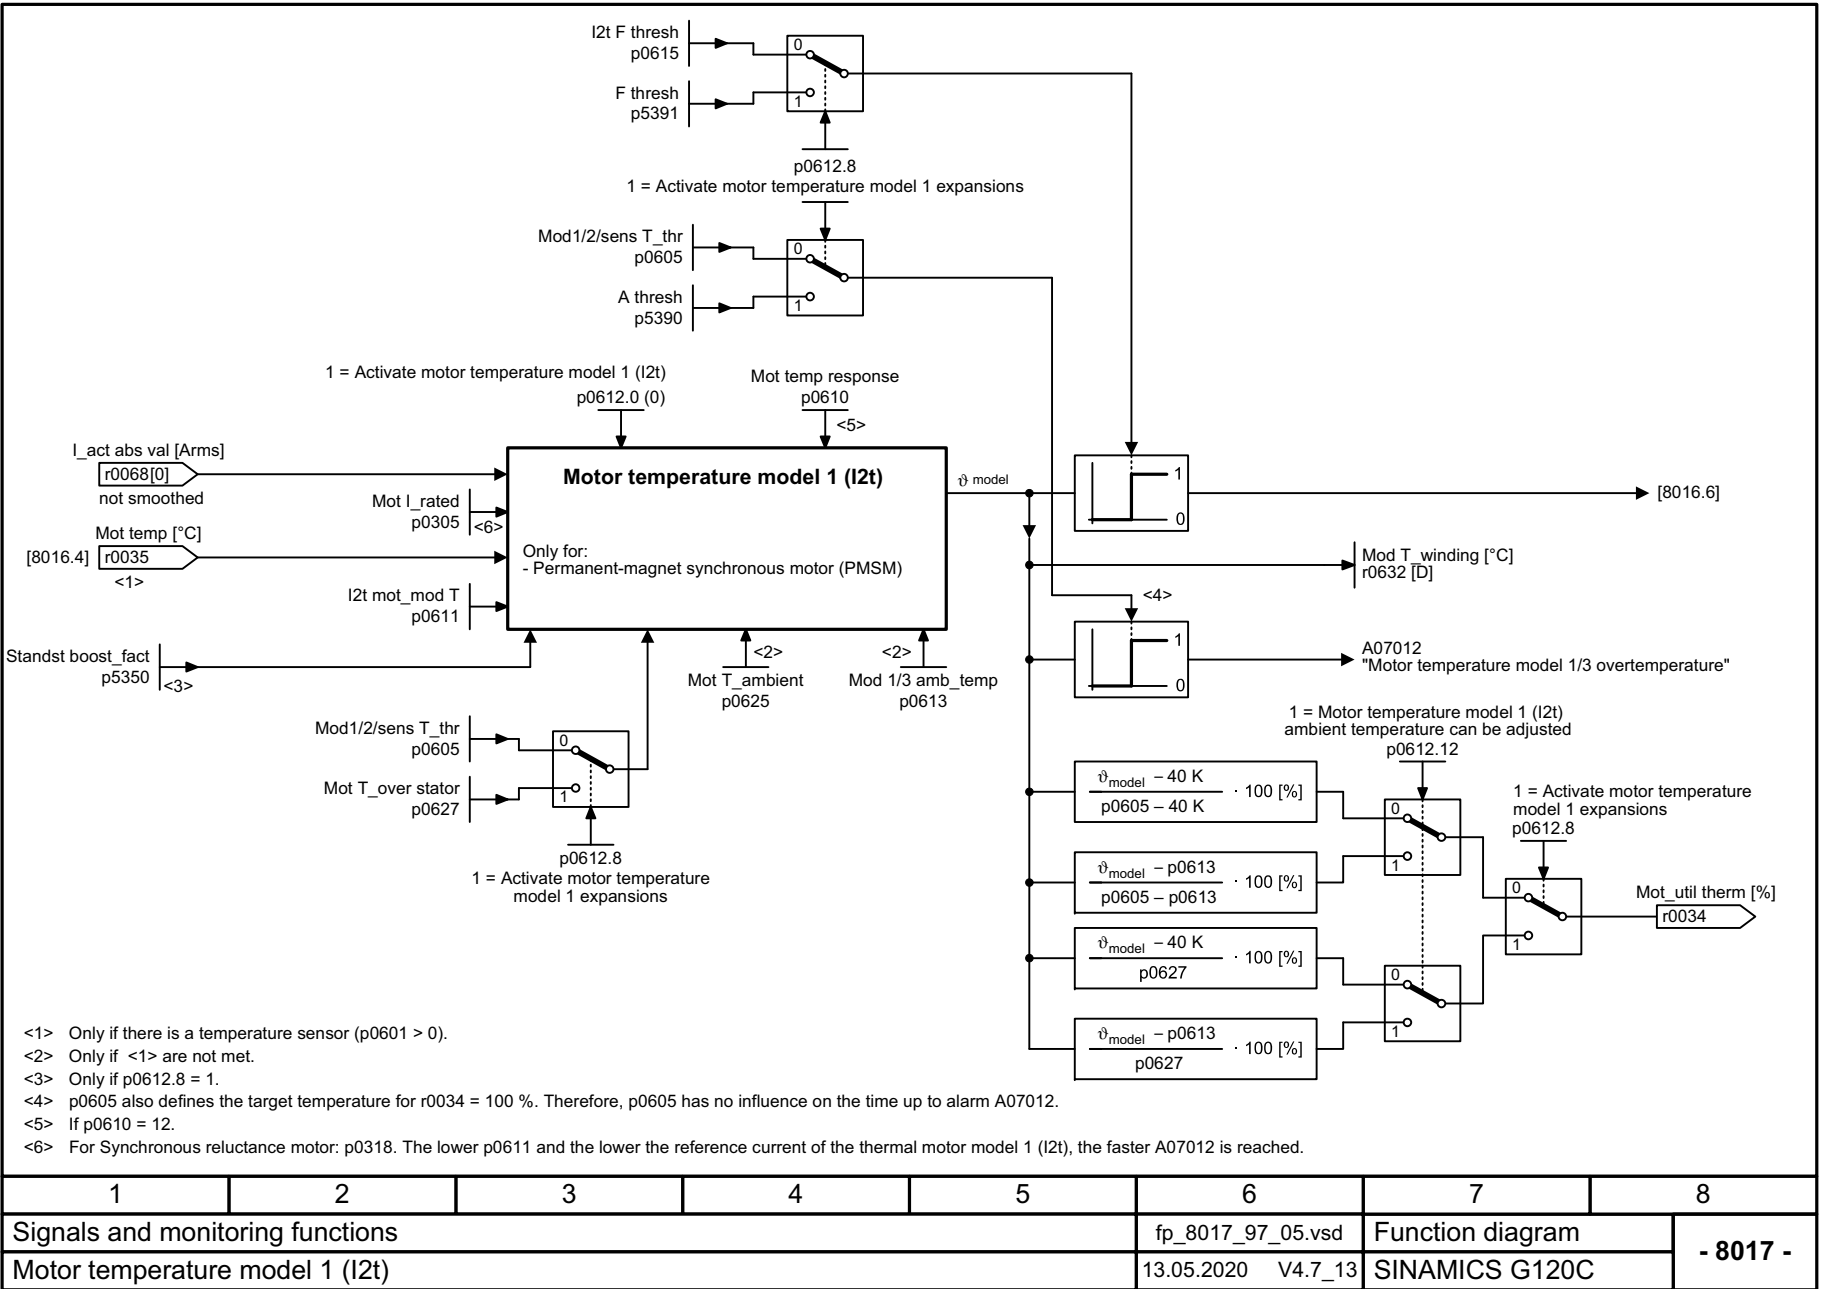 I2t F thresh
p0615
F thresh
p5391
0
1
p0612.8
1 = Activate motor temperature model 1 expansions
Mod1/2/sens T_thr
p0605
A thresh
p5390
0
1
1 = Activate motor temperature model 1 (I2t)
p0612.0 (0)
Mot temp response
p0610
<5>
I_act abs val [Arms]
r0068[0]
not smoothed
Mot I_rated
p0305
<6>
Mot temp [°C]
[8016.4]
r0035
<1>
I2t mot_mod T
p0611
Standst boost_fact
p5350
<3>
Motor temperature model 1 (I2t)
Only for:
- Permanent-magnet synchronous motor (PMSM)
ϑ model
1
0
[8016.6]
Mod T_winding [°C]
r0632 [D]
<4>
1
0
A07012
"Motor temperature model 1/3 overtemperature"
<2>
Mot T_ambient
p0625
<2>
Mod 1/3 amb_temp
p0613
Mod1/2/sens T_thr
p0605
Mot T_over stator
p0627
0
1
p0612.8
1 = Activate motor temperature
model 1 expansions
1 = Motor temperature model 1 (I2t)
ambient temperature can be adjusted
p0612.12
ϑmodel – 40 K
p0605 – 40 K
· 100 [%]
ϑmodel – p0613
p0605 – p0613
· 100 [%]
ϑmodel – 40 K
p0627
· 100 [%]
ϑmodel – p0613
p0627
· 100 [%]
0
1
0
1
1 = Activate motor temperature
model 1 expansions
p0612.8
0
1
Mot_util therm [%]
r0034
<1> Only if there is a temperature sensor (p0601 > 0).
<2> Only if <1> are not met.
<3> Only if p0612.8 = 1.
<4> p0605 also defines the target temperature for r0034 = 100 %. Therefore, p0605 has no influence on the time up to alarm A07012.
<5> If p0610 = 12.
<6> For Synchronous reluctance motor: p0318. The lower p0611 and the lower the reference current of the thermal motor model 1 (I2t), the faster A07012 is reached.
1 2 3 4 5 6 7 8
Signals and monitoring functions
fp_8017_97_05.vsd
Function diagram
- 8017 -
Motor temperature model 1 (I2t)
13.05.2020 V4.7_13
SINAMICS G120C